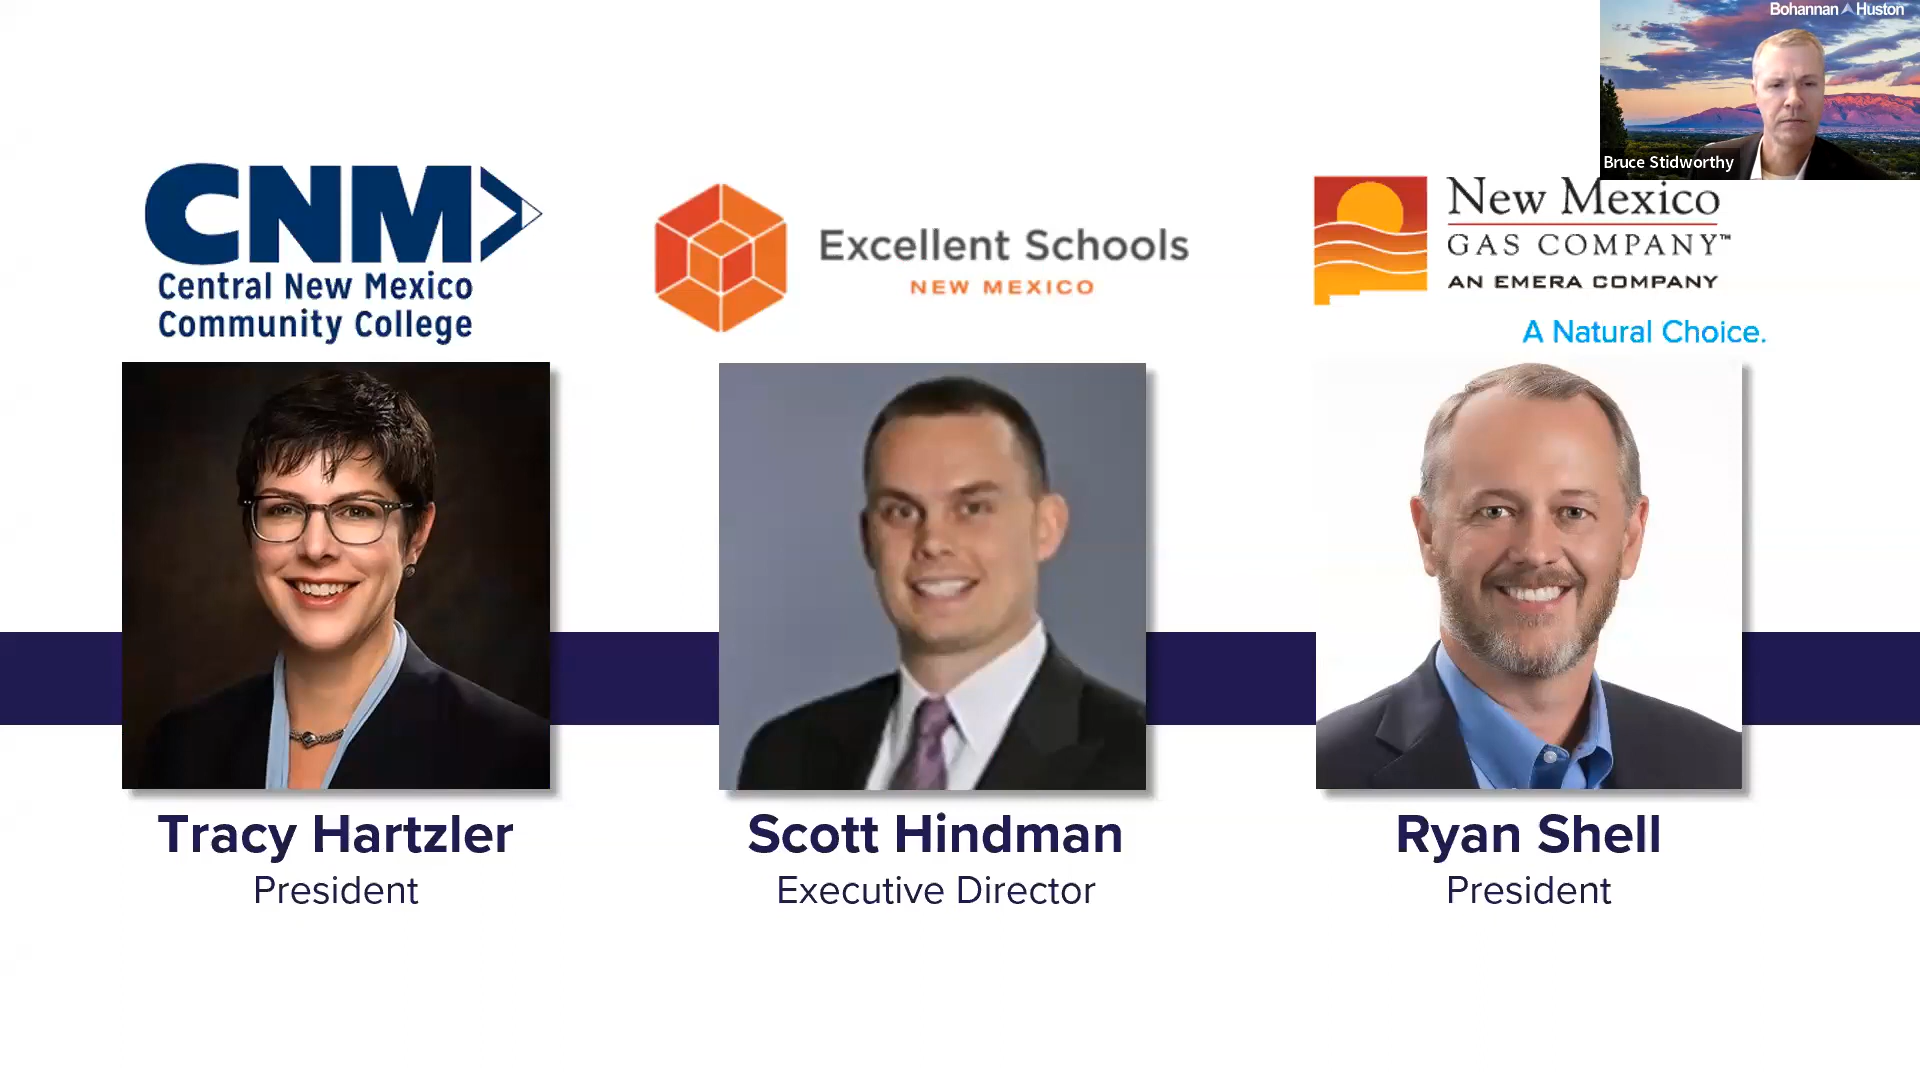 Bohannan Huston
Bruce Stidworthy
CNM
Central New Mexico
Community College
Excellent Schools
NEW MEXICO
New Mexico
GAS COMPANY™
AN EMERA COMPANY
A Natural Choice.
Tracy Hartzler
President
Scott Hindman
Executive Director
Ryan Shell
President